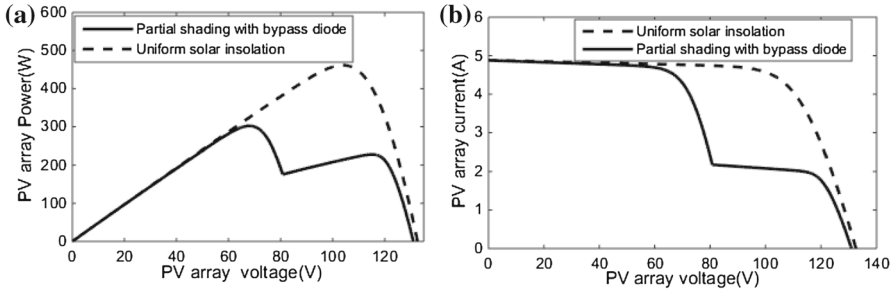 (a)
PV array Power(W)
600
500
400
300
200
100
0
Partial shading with bypass diode
Uniform solar insolation
0 20 40 60 80 100 120
PV array voltage(V)
(b)
PV array current(A)
6
5
4
3
2
1
0
Uniform solar insolation
Partial shading with bypass diode
0 20 40 60 80 100 120 140
PV array voltage(V)